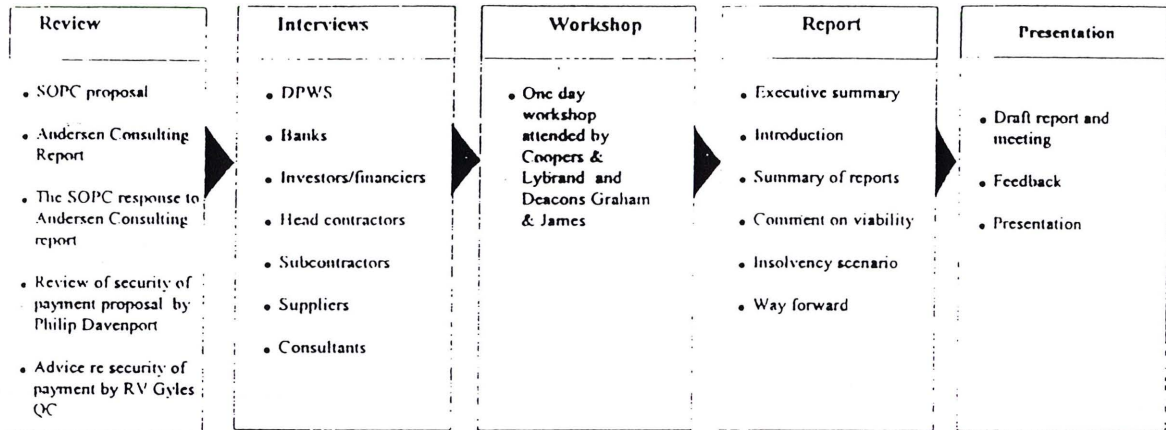 Review
• SOPC proposal
• Andersen Consulting
Report
• The SOPC response to
Andersen Consulting
report
• Review of security of
payment proposal by
Philip Davenport
• Advice re security of
payment by RV Gyles
QC
Interviews
• DPWS
• Banks
• Investors/financiers
• Head contractors
• Subcontractors
• Suppliers
• Consultants
Workshop
• One day
workshop
attended by
Coopers &
Lybrand and
Deacons Graham
& James
Report
• Executive summary
• Introduction
• Summary of reports
• Comment on viability
• Insolvency scenario
• Way forward
Presentation
• Draft report and
meeting
• Feedback
• Presentation